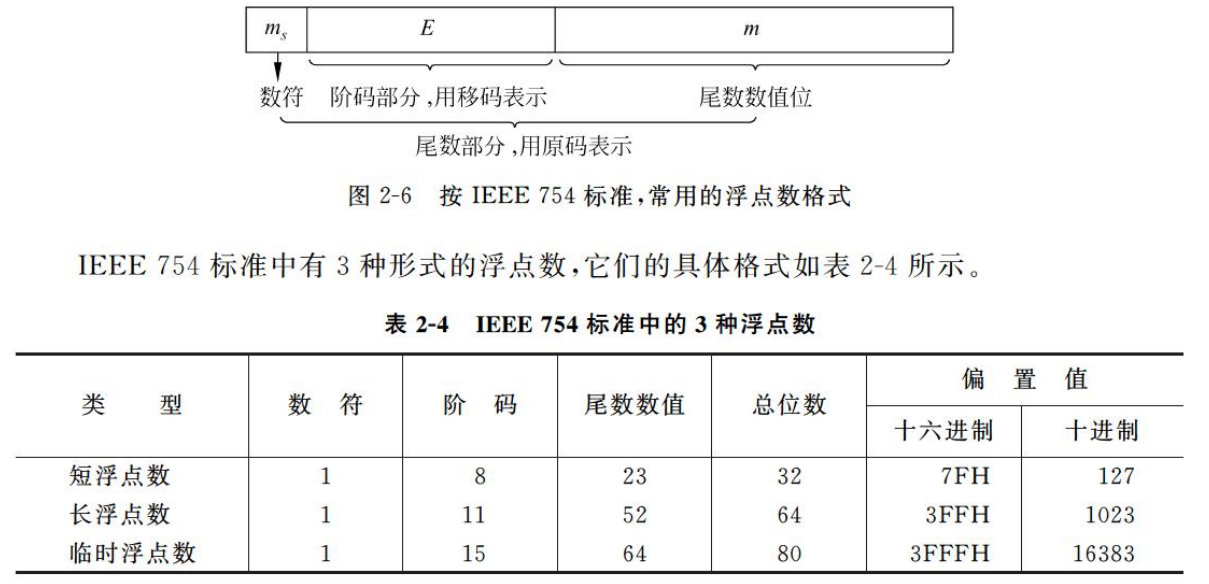 mₛ E m
数符 阶码部分,用移码表示 尾数数值位
尾数部分,用原码表示
图 2-6 按 IEEE 754 标准,常用的浮点数格式
IEEE 754 标准中有 3 种形式的浮点数,它们的具体格式如表 2-4 所示。
表 2-4 IEEE 754 标准中的 3 种浮点数
类 型 数 符 阶 码 尾数数值 总位数 偏 置 值
十六进制 十进制
短浮点数 1 8 23 32 7FH 127
长浮点数 1 11 52 64 3FFH 1023
临时浮点数 1 15 64 80 3FFFH 16383